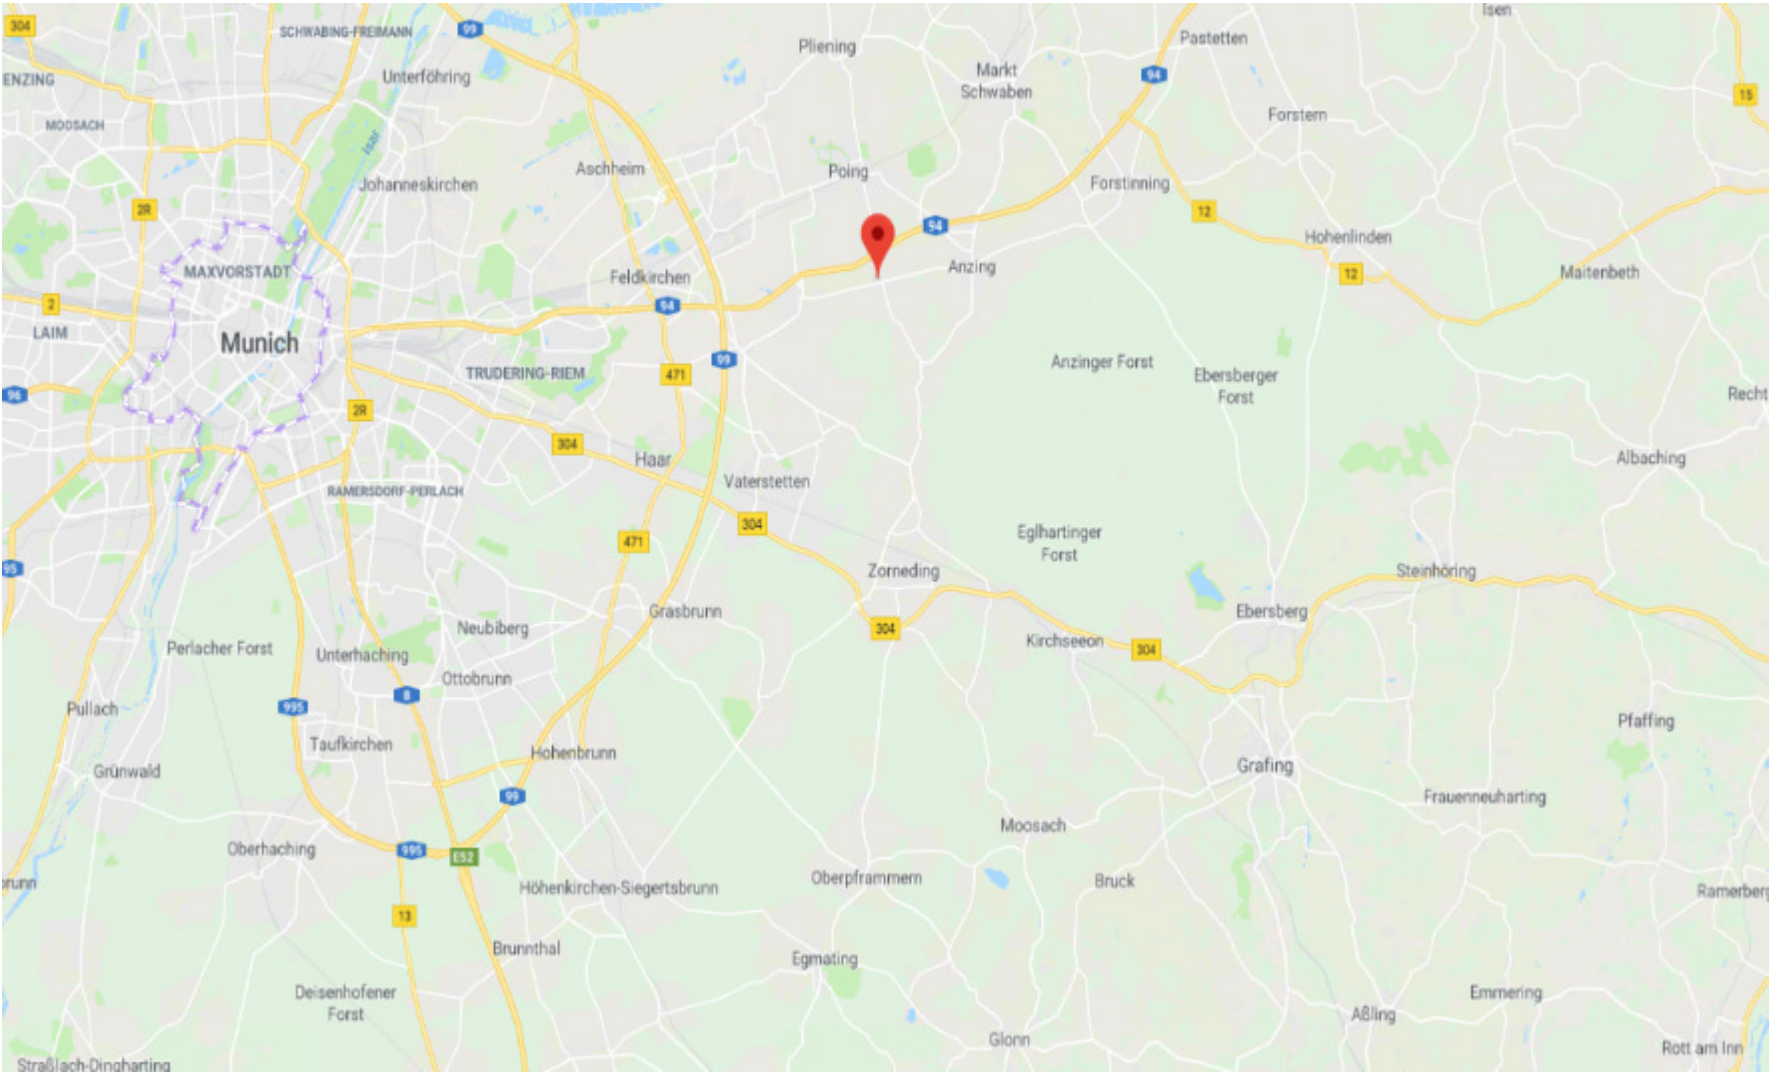 304
SCHWABING-FREIMANN
99
Isen
Pliening
Pastetten
ENZING
Unterföhring
Markt
Schwaben
94
15
MOOSACH
Forstern
Isar
Aschheim
Poing
Johanneskirchen
Forstinning
2R
12
94
Hohenlinden
MAXVORSTADT
Feldkirchen
Anzing
12
Maitenbeth
2
94
LAIM
Munich
99
Anzinger Forst
TRUDERING-RIEM
471
Ebersberger
Forst
96
Recht
2R
304
Haar
Albaching
Vaterstetten
RAMERSDORF-PERLACH
304
471
Eglhartinger
Forst
95
Zorneding
Steinhöring
Grasbrunn
Ebersberg
Neubiberg
304
Kirchseeon
304
Perlacher Forst
Unterhaching
Ottobrunn
8
995
Pullach
Pfaffing
Taufkirchen
Hohenbrunn
Grünwald
Grafing
99
Frauenneuharting
Moosach
Oberhaching
995
E52
Oberpframmern
Bruck
brunn
Höhenkirchen-Siegertsbrunn
Ramerberg
13
Brunnthal
Egmating
Deisenhofener
Forst
Emmering
Aßling
Glonn
Rott am Inn
Straßlach-Dingharting